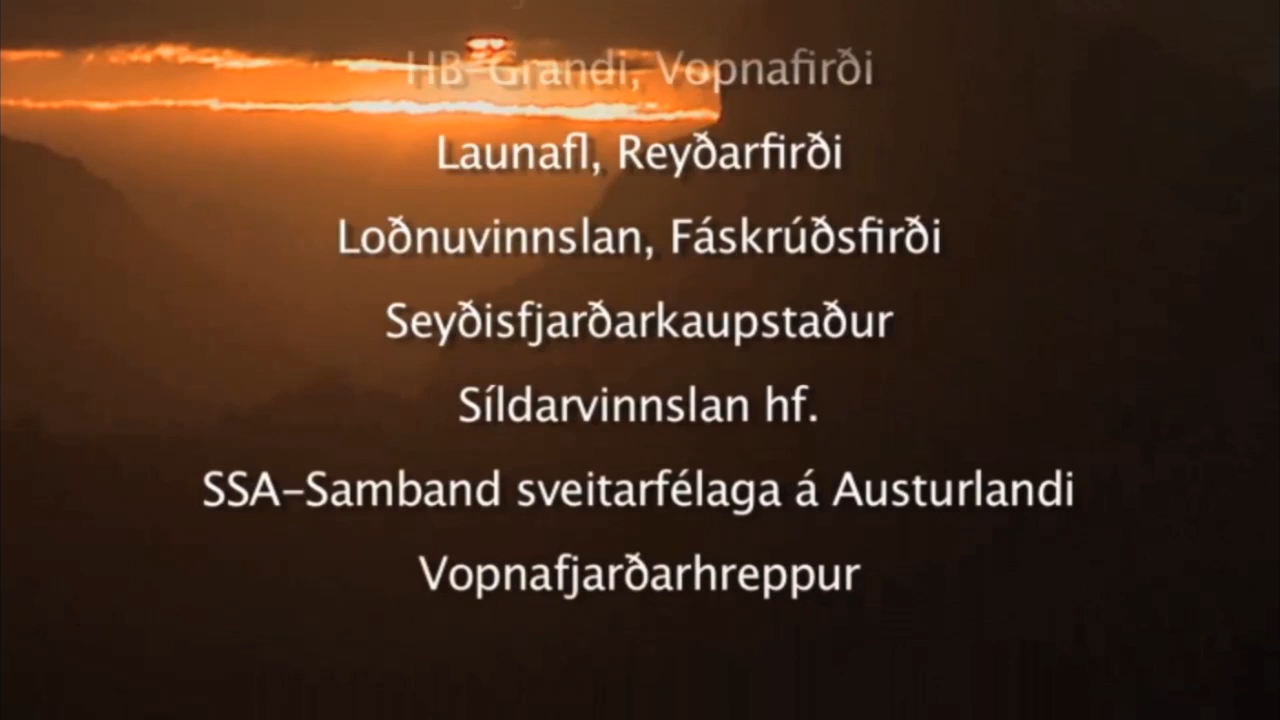 HB-Grandi, Vopnafirði
Launafl, Reyðarfirði
Loðnuvinnslan, Fáskrúðsfirði
Seyðisfjarðarkaupstaður
Síldarvinnslan hf.
SSA-Samband sveitarfélaga á Austurlandi
Vopnafjarðarhreppur